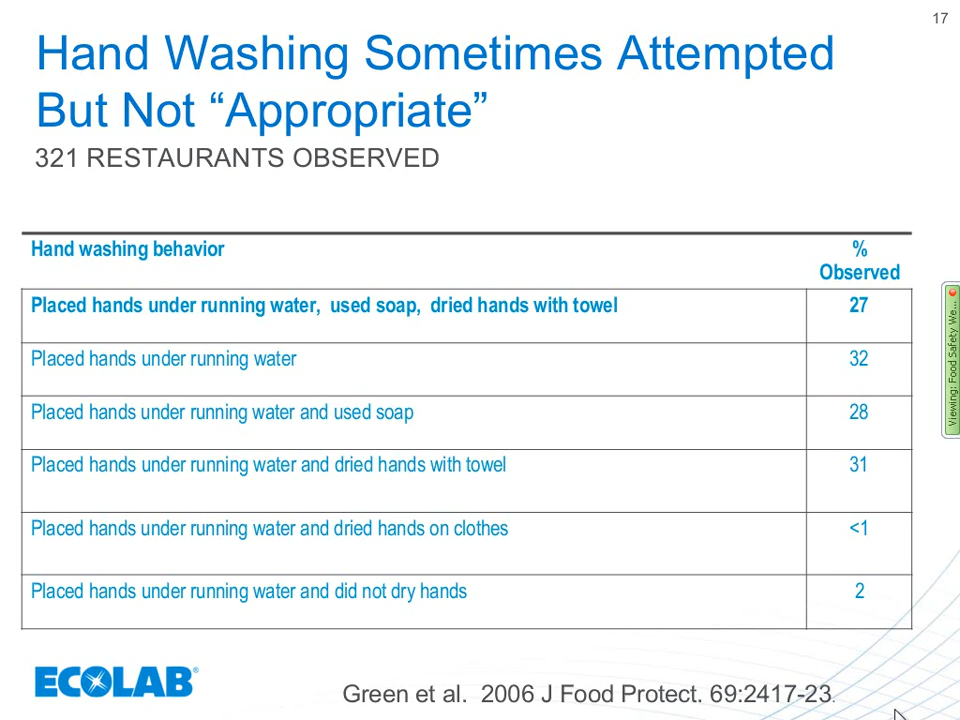 17
Hand Washing Sometimes Attempted
But Not “Appropriate”
321 RESTAURANTS OBSERVED
Hand washing behavior %
Observed
Placed hands under running water, used soap, dried hands with towel 27
Placed hands under running water 32
Placed hands under running water and used soap 28
Placed hands under running water and dried hands with towel 31
Placed hands under running water and dried hands on clothes <1
Placed hands under running water and did not dry hands 2
Viewing: Food Safety We...
ECOLAB®
Green et al. 2006 J Food Protect. 69:2417-23.